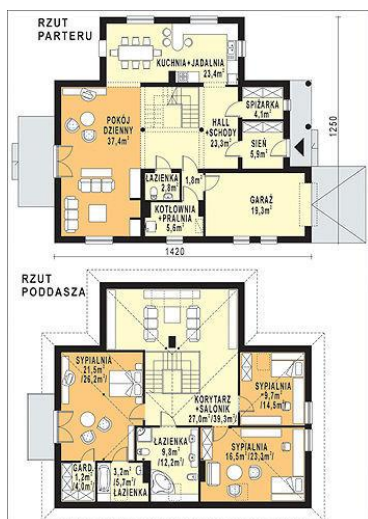 RZUT
PARTERU
KUCHNIA+JADALNIA
23,4m²
POKÓJ
DZIENNY
37,4m²
HALL
+SCHODY
23,3m²
SPIŻARKA
4,1m²
SIEŃ
5,9m²
ŁAZIENKA
2,8m²
1,8m²
KOTŁOWNIA
+PRALNIA
5,6m²
GARAŻ
19,3m²
1420
1250
RZUT
PODDASZA
SYPIALNIA
21,5m²
/26,2m²/
KORYTARZ
+SALONIK
27,0m²/39,3m²/
SYPIALNIA
9,7m²
/14,5m²/
ŁAZIENKA
9,8m²
/12,2m²/
SYPIALNIA
16,5m²/23,2m²/
GARD.
1,2m²
/4,0m²/
3,2m²
/5,7m²/
ŁAZIENKA